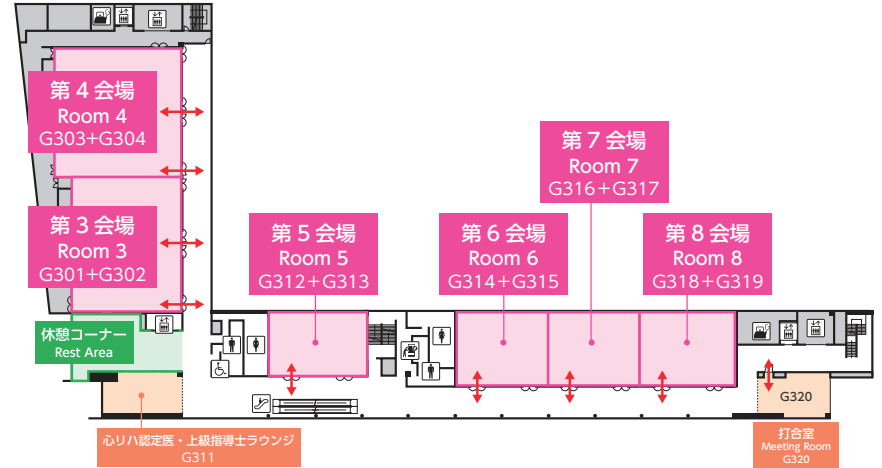 第4会場
Room 4
G303+G304
第3会場
Room 3
G301+G302
休憩コーナー
Rest Area
心リハ認定医・上級指導士ラウンジ
G311
第5会場
Room 5
G312+G313
第6会場
Room 6
G314+G315
第7会場
Room 7
G316+G317
第8会場
Room 8
G318+G319
G320
打合室
Meeting Room
G320